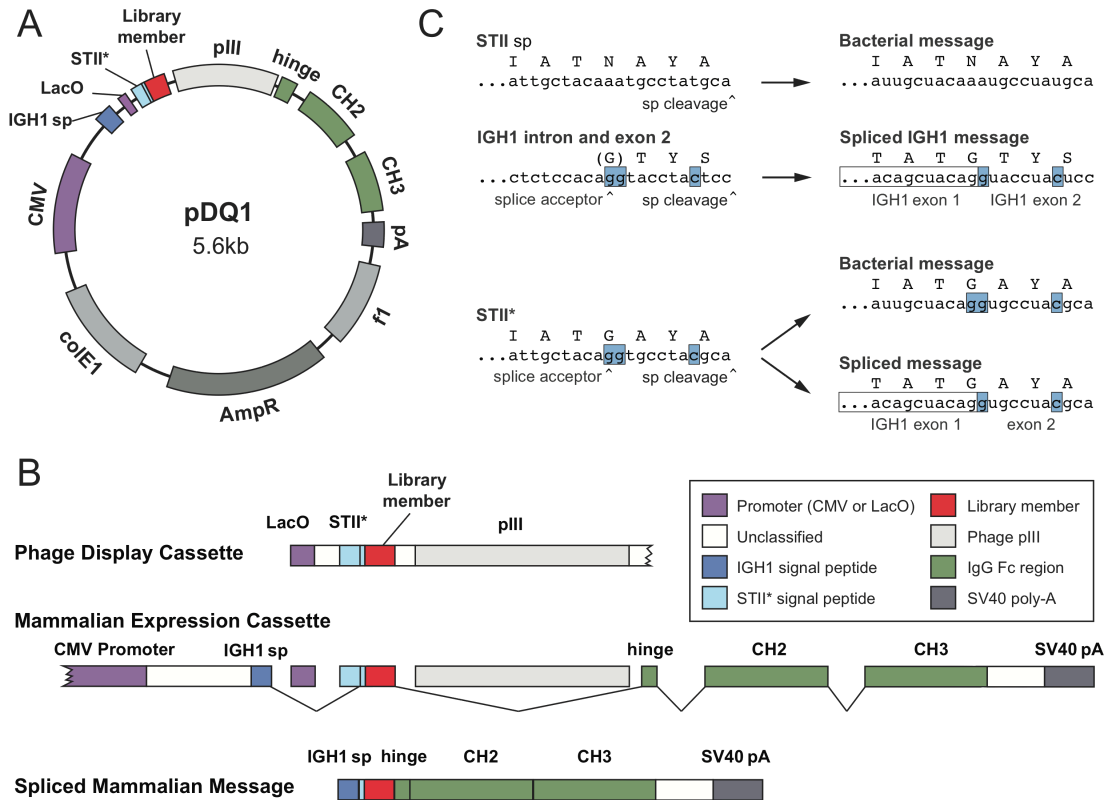 A
Library
member
pIII
hinge
STII*
LacO
IGH1 sp
CH2
CH3
CMV
pDQ1
5.6kb
pA
f1
colE1
AmpR
C
STII sp
I A T N A Y A
...attgctacaaatgcctatgca
sp cleavage^
Bacterial message
I A T N A Y A
...auugcuacaaaugccuaugca
IGH1 intron and exon 2
(G) T Y S
...ctctccacaggtacctactcc
splice acceptor ^ sp cleavage^
Spliced IGH1 message
T A T G T Y S
...acagcuacaggguaccuacucc
IGH1 exon 1 IGH1 exon 2
STII*
I A T G A Y A
...attgctacaggtgcctacgca
splice acceptor ^ sp cleavage^
Bacterial message
I A T G A Y A
...auugcuacaggugccuacgca
Spliced message
T A T G A Y A
...acagcuacaggugccuacgca
IGH1 exon 1 exon 2
B
Library
member
LacO STII* pIII
Phage Display Cassette
Promoter (CMV or LacO)
Unclassified
IGH1 signal peptide
STII* signal peptide
Library member
Phage pIII
IgG Fc region
SV40 poly-A
Mammalian Expression Cassette
CMV Promoter IGH1 sp hinge CH2 CH3 SV40 pA
IGH1 sp hinge CH2 CH3 SV40 pA
Spliced Mammalian Message